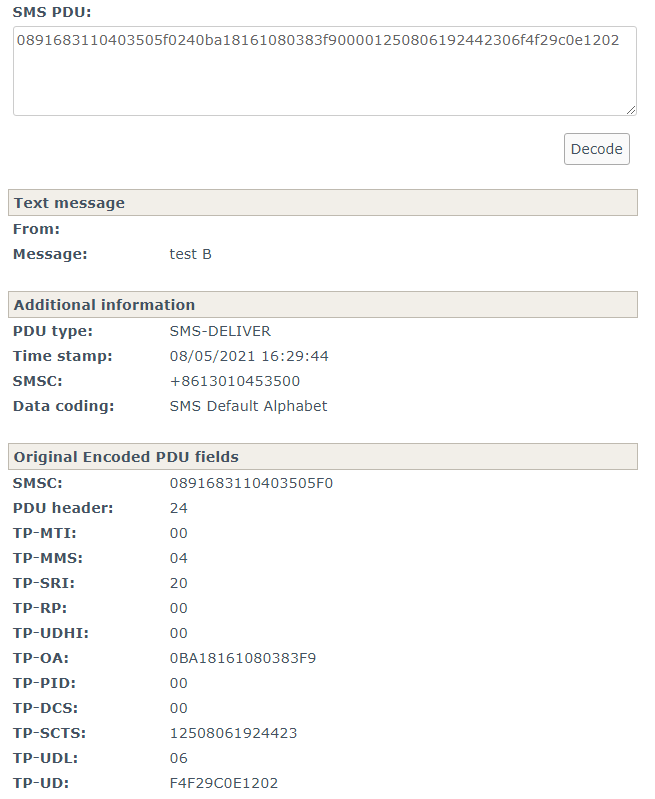 SMS PDU:
0891683110403505f0240ba18161080383f900001250806192442306f4f29c0e1202
Decode
Text message
From:
Message: test B
Additional information
PDU type: SMS-DELIVER
Time stamp: 08/05/2021 16:29:44
SMSC: +8613010453500
Data coding: SMS Default Alphabet
Original Encoded PDU fields
SMSC: 0891683110403505F0
PDU header: 24
TP-MTI: 00
TP-MMS: 04
TP-SRI: 20
TP-RP: 00
TP-UDHI: 00
TP-OA: 0BA18161080383F9
TP-PID: 00
TP-DCS: 00
TP-SCTS: 12508061924423
TP-UDL: 06
TP-UD: F4F29C0E1202